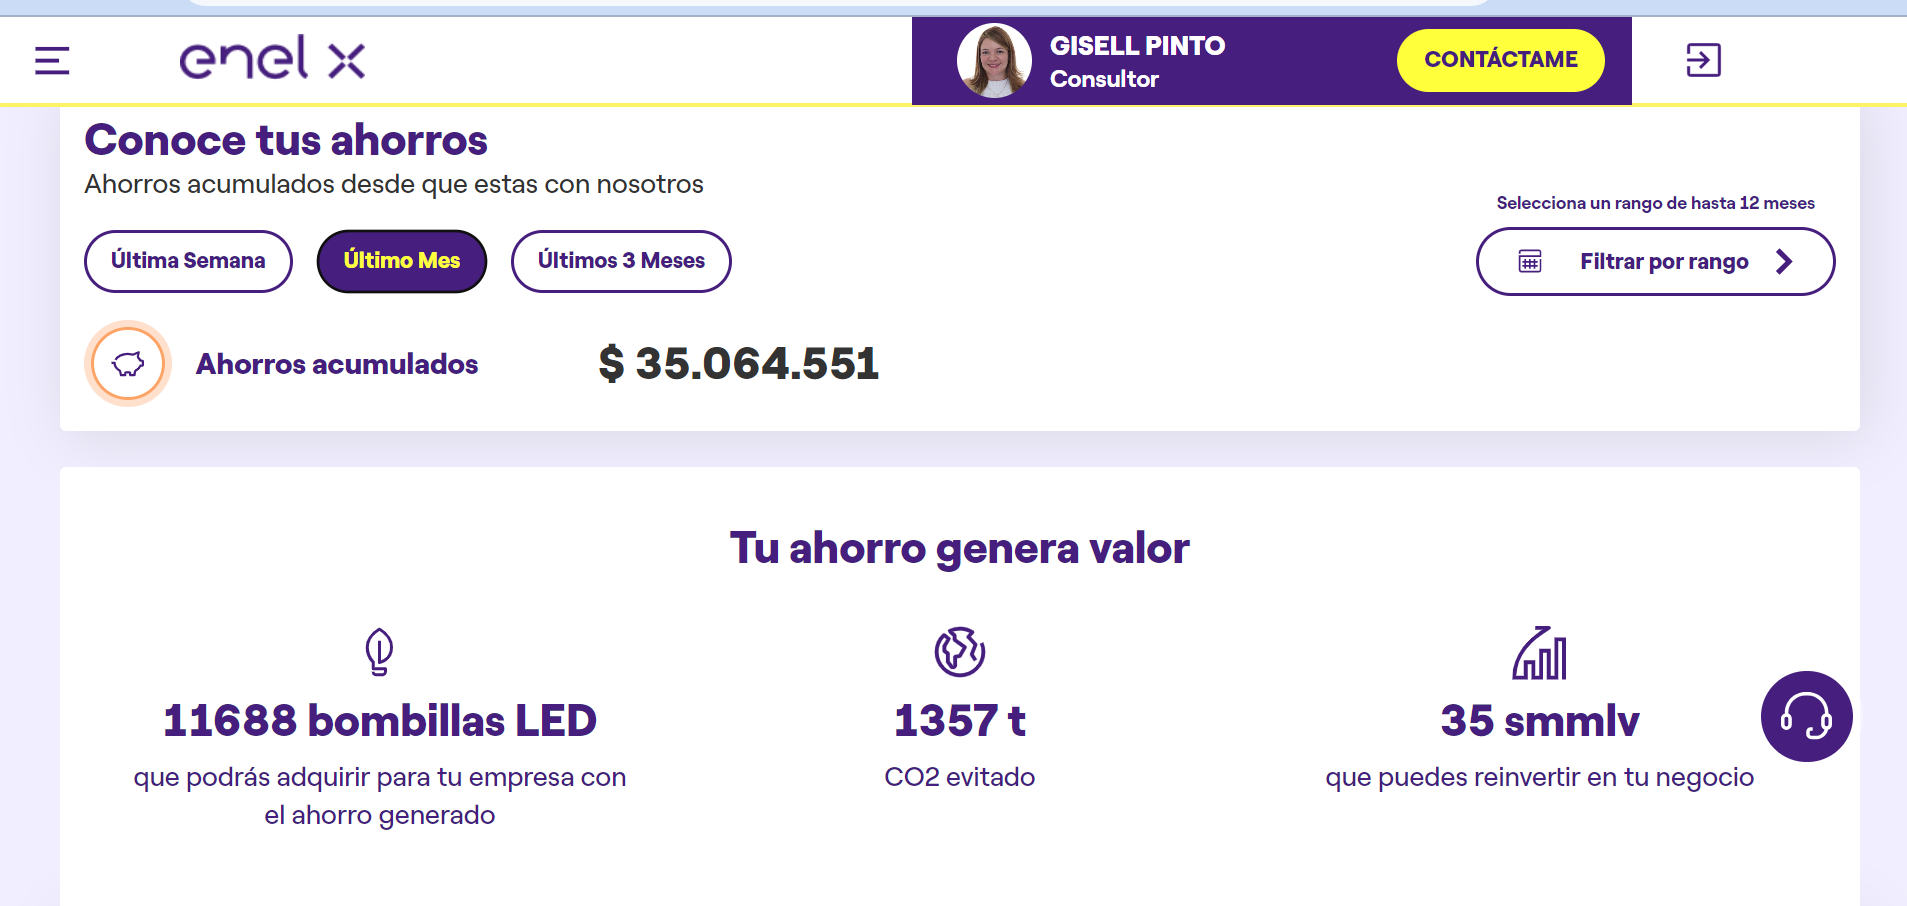 enel x
GISELL PINTO
Consultor
CONTÁCTAME
Conoce tus ahorros
Ahorros acumulados desde que estas con nosotros
Selecciona un rango de hasta 12 meses
Última Semana
Último Mes
Últimos 3 Meses
Filtrar por rango
Ahorros acumulados
$ 35.064.551
Tu ahorro genera valor
11688 bombillas LED
que podrás adquirir para tu empresa con
el ahorro generado
1357 t
CO2 evitado
35 smmlv
que puedes reinvertir en tu negocio